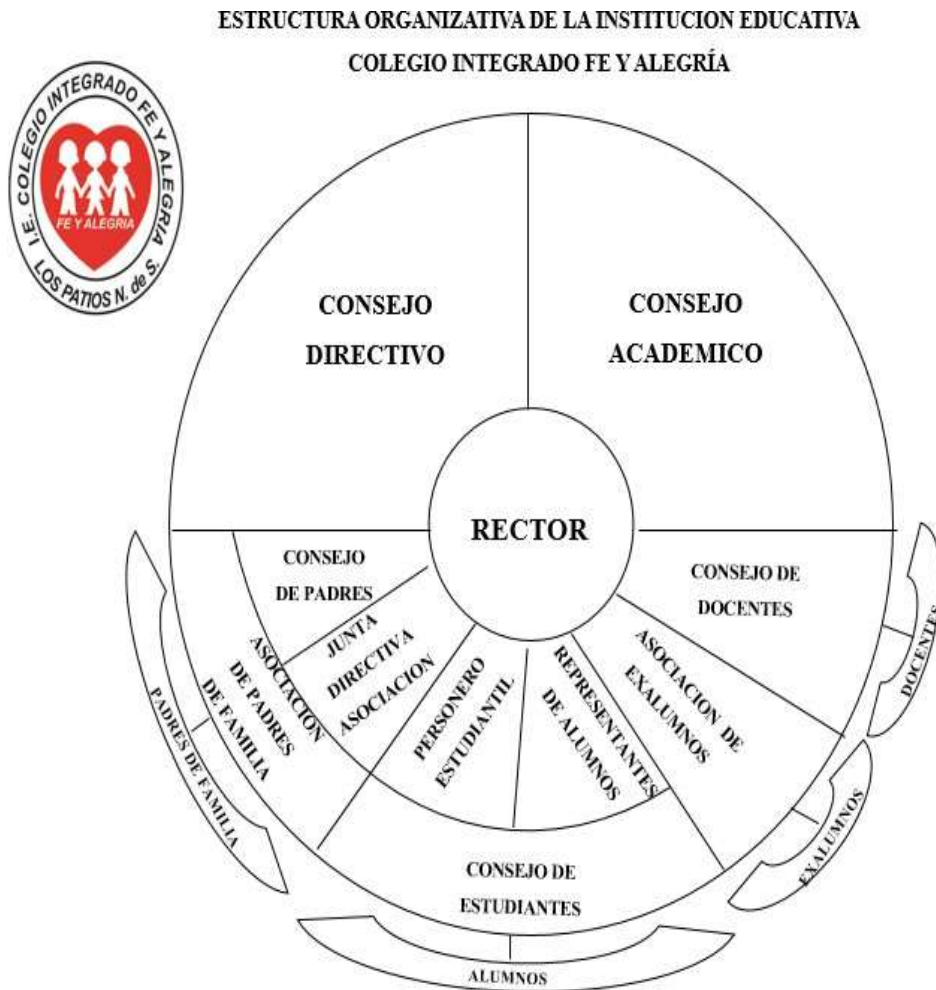 ESTRUCTURA ORGANIZATIVA DE LA INSTITUCION EDUCATIVA
COLEGIO INTEGRADO FE Y ALEGRÍA
I.E. COLEGIO INTEGRADO FE Y ALEGRIA
FE Y ALEGRIA
LOS PATIOS N. de S.
CONSEJO
DIRECTIVO
CONSEJO
ACADEMICO
RECTOR
CONSEJO
DE PADRES
JUNTA
DIRECTIVA
ASOCIACION
ASOCIACION
DE PADRES
DE FAMILIA
PERSONERO
ESTUDIANTIL
REPRESENTANTES
DE ALUMNOS
ASOCIACION DE
EXALUMNOS
CONSEJO DE
DOCENTES
CONSEJO DE
ESTUDIANTES
PADRES DE FAMILIA
ALUMNOS
EXALUMNOS
DOCENTES